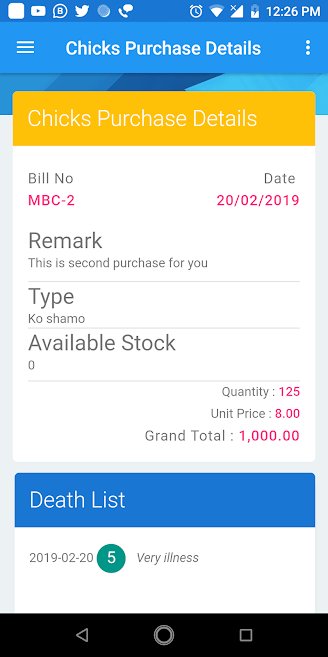 12:26 PM
Chicks Purchase Details
Chicks Purchase Details
Bill No Date
MBC-2 20/02/2019
Remark
This is second purchase for you
Type
Ko shamo
Available Stock
0
Quantity : 125
Unit Price : 8.00
Grand Total : 1,000.00
Death List
2019-02-20 5 Very illness